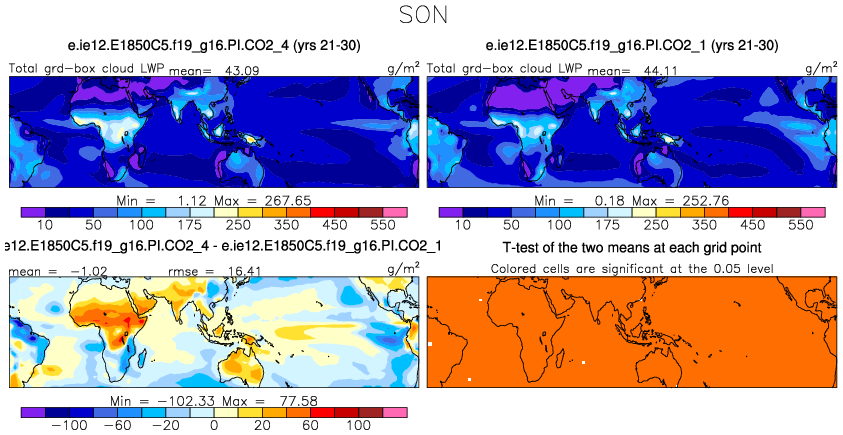 SON
e.ie12.E1850C5.f19_g16.PI.CO2_4 (yrs 21-30)
e.ie12.E1850C5.f19_g16.PI.CO2_1 (yrs 21-30)
Total grd-box cloud LWP mean= 43.09 g/m²
Total grd-box cloud LWP mean= 44.11 g/m²
Min = 1.12 Max = 267.65
Min = 0.18 Max = 252.76
10 50 100 175 250 350 450 550
10 50 100 175 250 350 450 550
e12.E1850C5.f19_g16.PI.CO2_4 - e.ie12.E1850C5.f19_g16.PI.CO2_1
T-test of the two means at each grid point
mean = -1.02 rmse = 16.41 g/m²
Colored cells are significant at the 0.05 level
Min = -102.33 Max = 77.58
-100 -60 -20 0 20 60 100